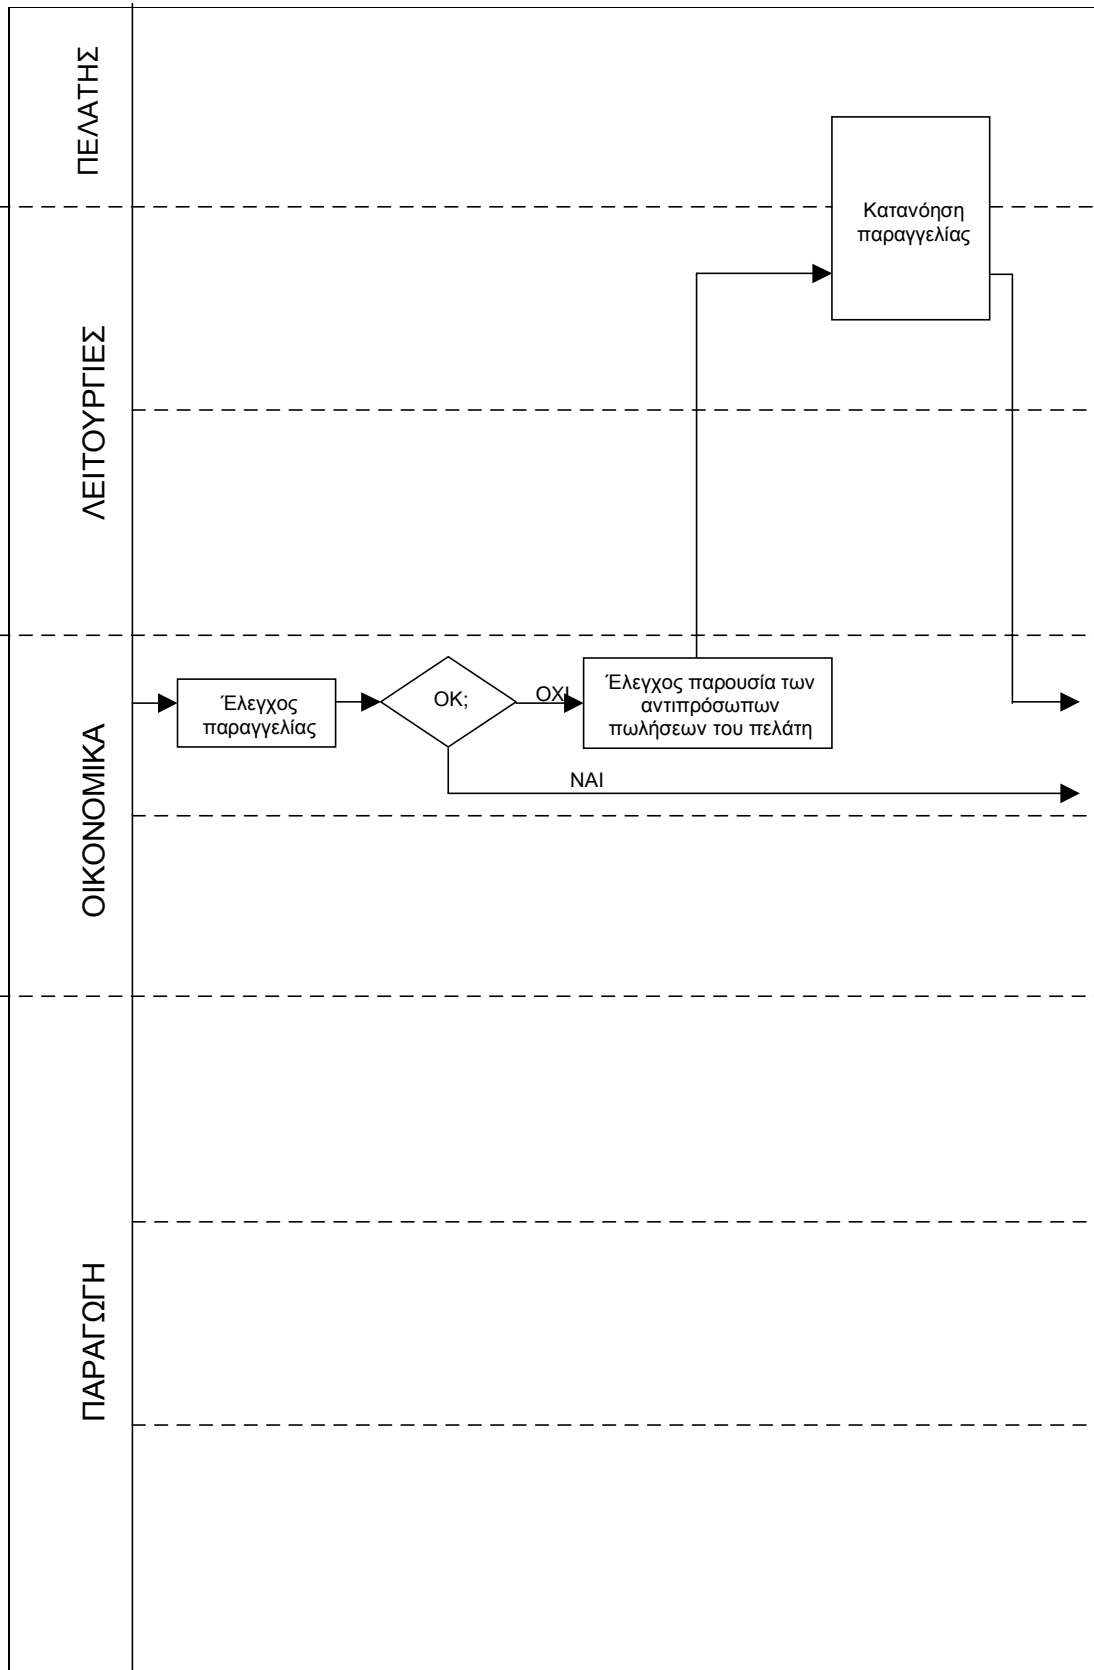 ΠΕΛΑΤΗΣ
Κατανόηση
παραγγελίας
ΛΕΙΤΟΥΡΓΙΕΣ
ΟΙΚΟΝΟΜΙΚΑ
Έλεγχος
παραγγελίας
ΟΚ;
ΟΧΙ
Έλεγχος παρουσία των
αντιπρόσωπων
πωλήσεων του πελάτη
ΝΑΙ
ΠΑΡΑΓΩΓΗ